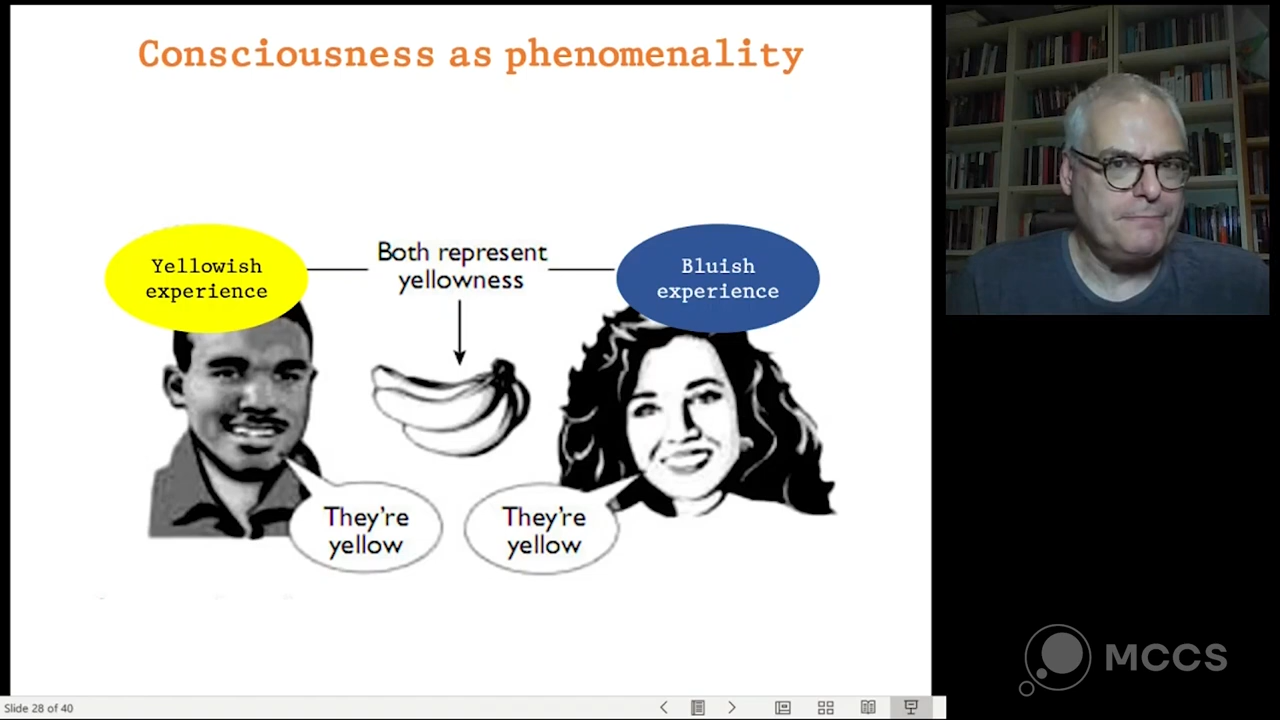 Consciousness as phenomenality
Yellowish
experience
Both represent
yellowness
Bluish
experience
They're
yellow
They're
yellow
MCCS
Slide 28 of 40